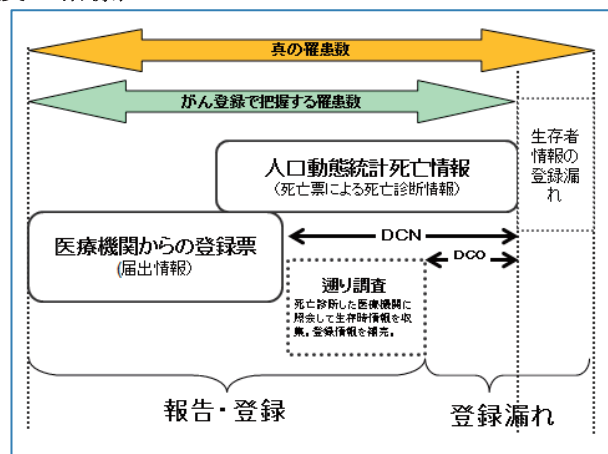 真の罹患数
がん登録で把握する罹患数
生存者
情報の
登録漏
れ
人口動態統計死亡情報
(死亡票による死亡診断情報)
DCN
DCO
医療機関からの登録票
(届出情報)
遡り調査
死亡診断した医療機関に
照会して生存時情報を収
集。登録情報を補充。
報告・登録
登録漏れ